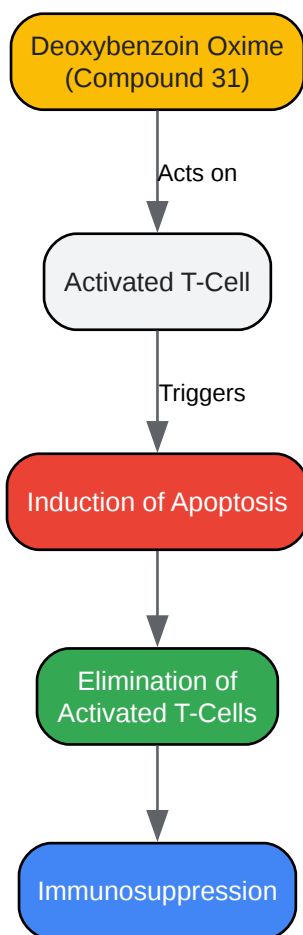 Deoxybenzoin Oxime
(Compound 31)
Acts on
Activated T-Cell
Triggers
Induction of Apoptosis
Elimination of
Activated T-Cells
Immunosuppression